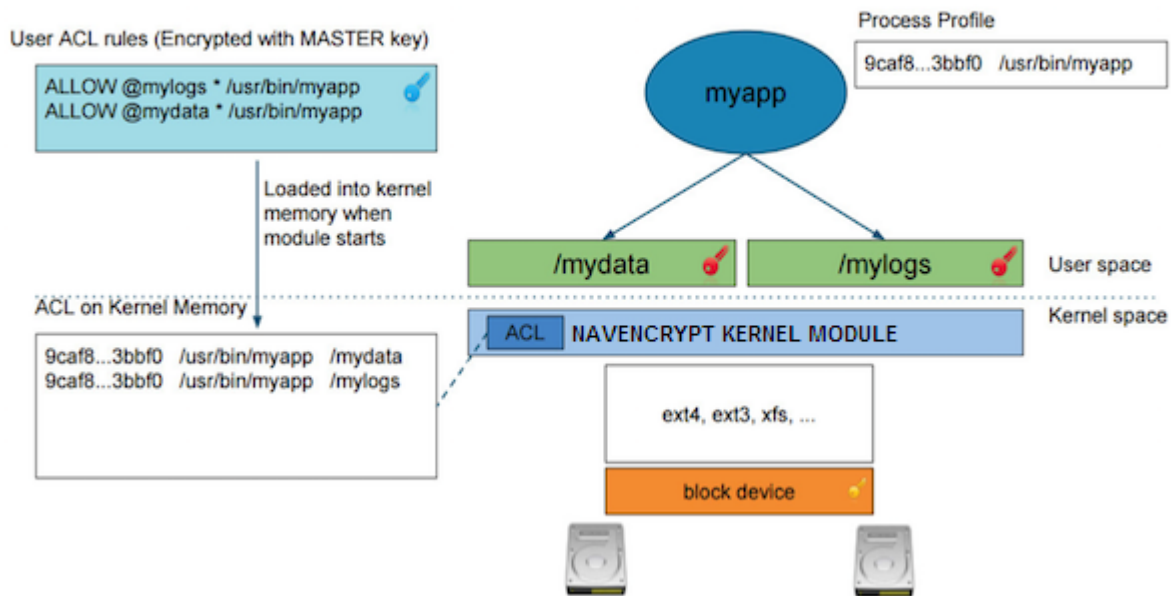 User ACL rules (Encrypted with MASTER key)
ALLOW @mylogs * /usr/bin/myapp
ALLOW @mydata * /usr/bin/myapp
Loaded into kernel
memory when
module starts
ACL on Kernel Memory
9caf8...3bbf0 /usr/bin/myapp /mydata
9caf8...3bbf0 /usr/bin/myapp /mylogs
Process Profile
9caf8...3bbf0 /usr/bin/myapp
myapp
/mydata
/mylogs
User space
Kernel space
ACL
NAVENCRYPT KERNEL MODULE
ext4, ext3, xfs, ...
block device